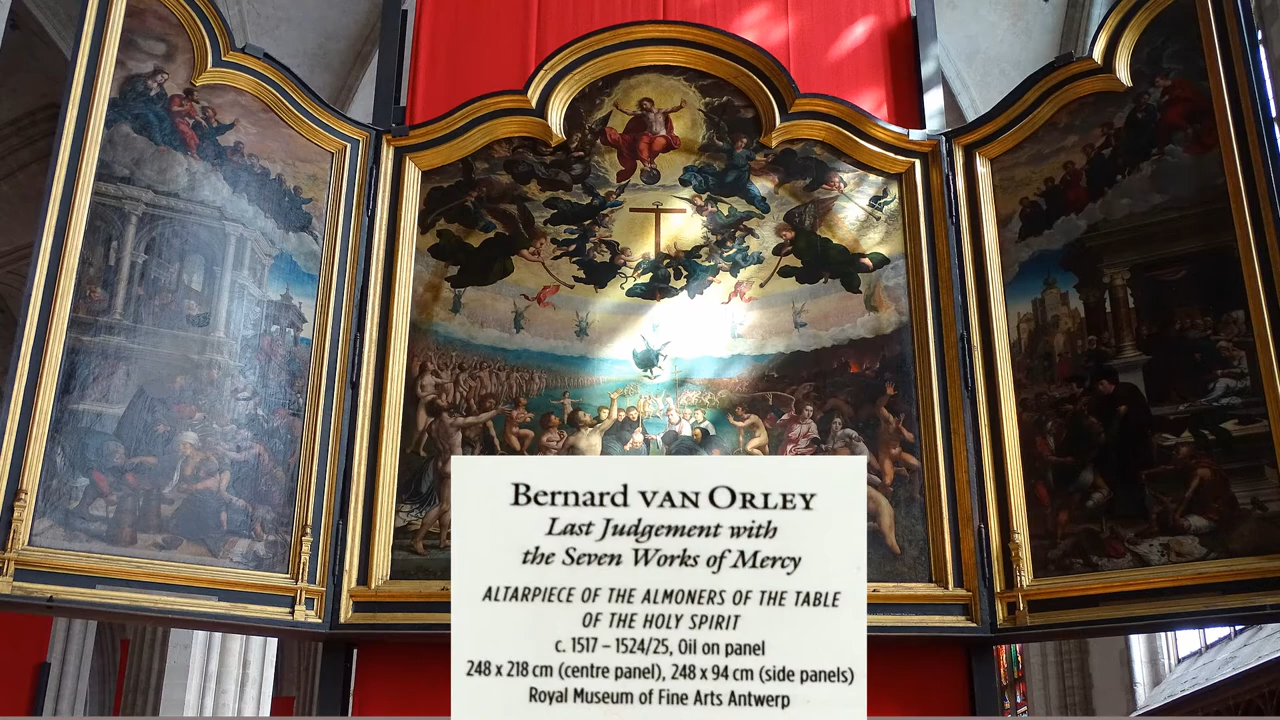 Bernard VAN ORLEY
Last Judgement with
the Seven Works of Mercy
ALTARPIECE OF THE ALMONERS OF THE TABLE
OF THE HOLY SPIRIT
c. 1517 – 1524/25, Oil on panel
248 x 218 cm (centre panel), 248 x 94 cm (side panels)
Royal Museum of Fine Arts Antwerp